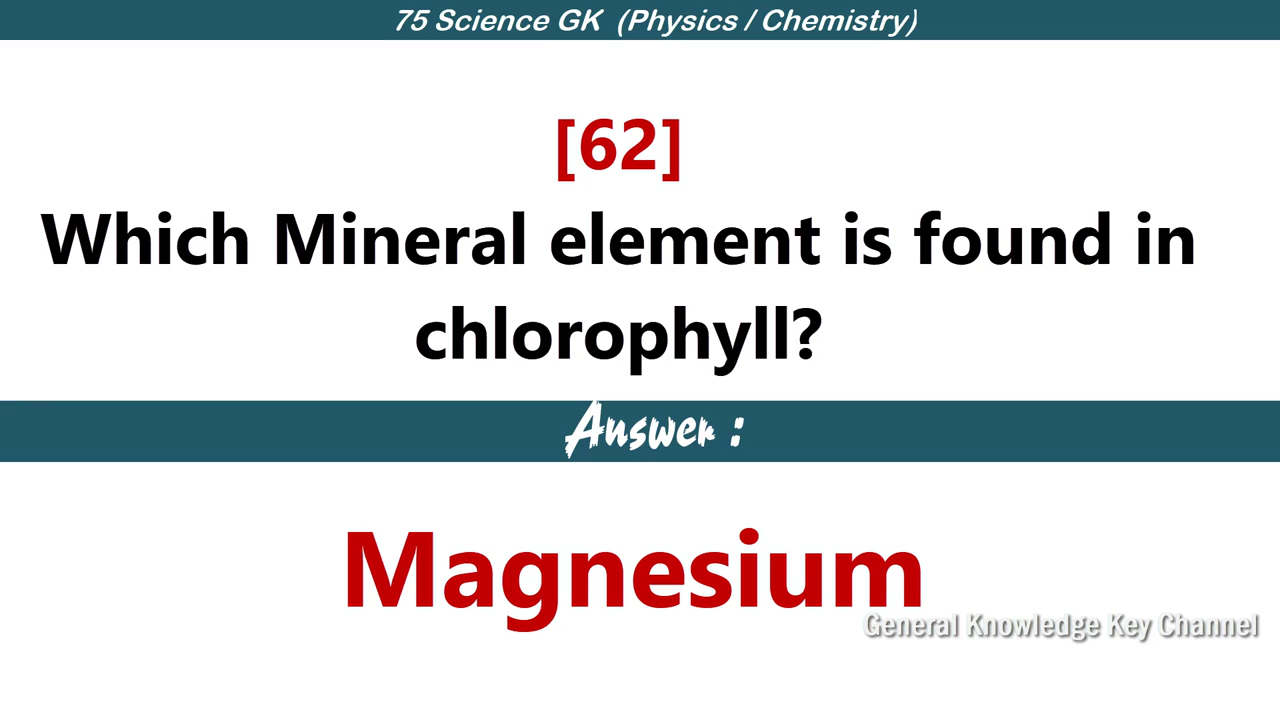 75 Science GK (Physics / Chemistry)
[62]
Which Mineral element is found in
chlorophyll?
Answer :
Magnesium
General Knowledge Key Channel